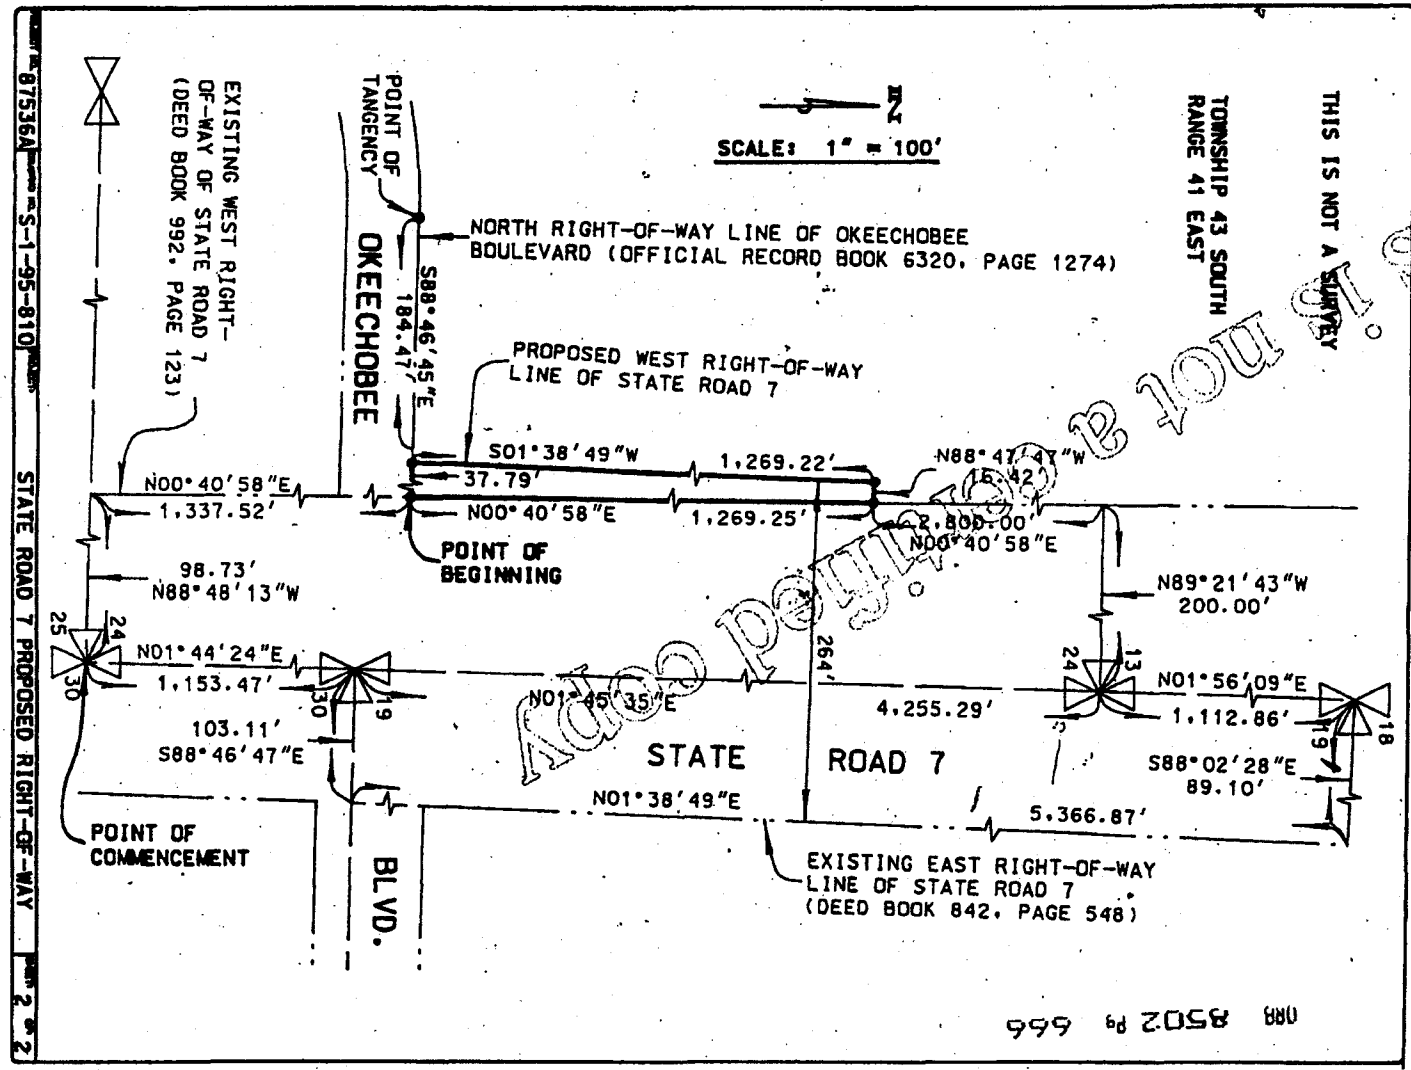 THIS IS NOT A SURVEY
TOWNSHIP 43 SOUTH
RANGE 41 EAST
N
SCALE: 1" = 100'
EXISTING WEST RIGHT-
OF-WAY OF STATE ROAD 7
(DEED BOOK 992, PAGE 123)
POINT OF
TANGENCY
NORTH RIGHT-OF-WAY LINE OF OKEECHOBEE
BOULEVARD (OFFICIAL RECORD BOOK 6320, PAGE 1274)
OKEECHOBEE
S88°46'45"E
184.47'
PROPOSED WEST RIGHT-OF-WAY
LINE OF STATE ROAD 7
S01°38'49"W
1,269.22'
N88°47'47"W
16.42'
37.79'
N00°40'58"E
1,337.52'
N00°40'58"E
1,269.25'
2,800.00'
N00°40'58"E
POINT OF
BEGINNING
98.73'
N88°48'13"W
N89°21'43"W
200.00'
25
24
30
N01°44'24"E
1,153.47'
30
19
N01°45'35"E
4,255.29'
264'
24
13
N01°56'09"E
1,112.86'
19
18
103.11'
S88°46'47"E
STATE ROAD 7
S88°02'28"E
89.10'
N01°38'49"E
5,366.87'
POINT OF
COMMENCEMENT
BLVD.
EXISTING EAST RIGHT-OF-WAY
LINE OF STATE ROAD 7
(DEED BOOK 842, PAGE 548)
ORB 8502 Pg 666
is not a certified copy
87536A
S-1-95-810
STATE ROAD 7 PROPOSED RIGHT-OF-WAY
2 2